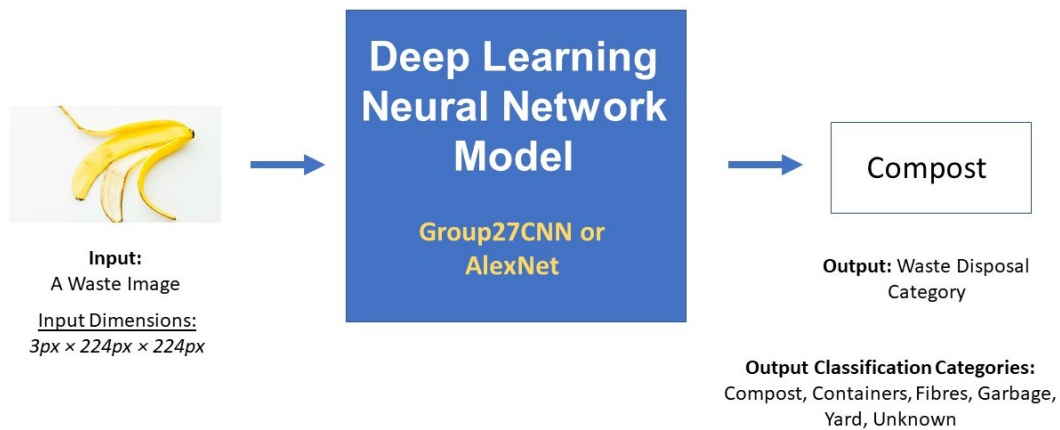 Deep Learning
Neural Network
Model
Group27CNN or
AlexNet
Compost
Input:
A Waste Image
Input Dimensions:
3px × 224px × 224px
Output: Waste Disposal
Category
Output Classification Categories:
Compost, Containers, Fibres, Garbage,
Yard, Unknown